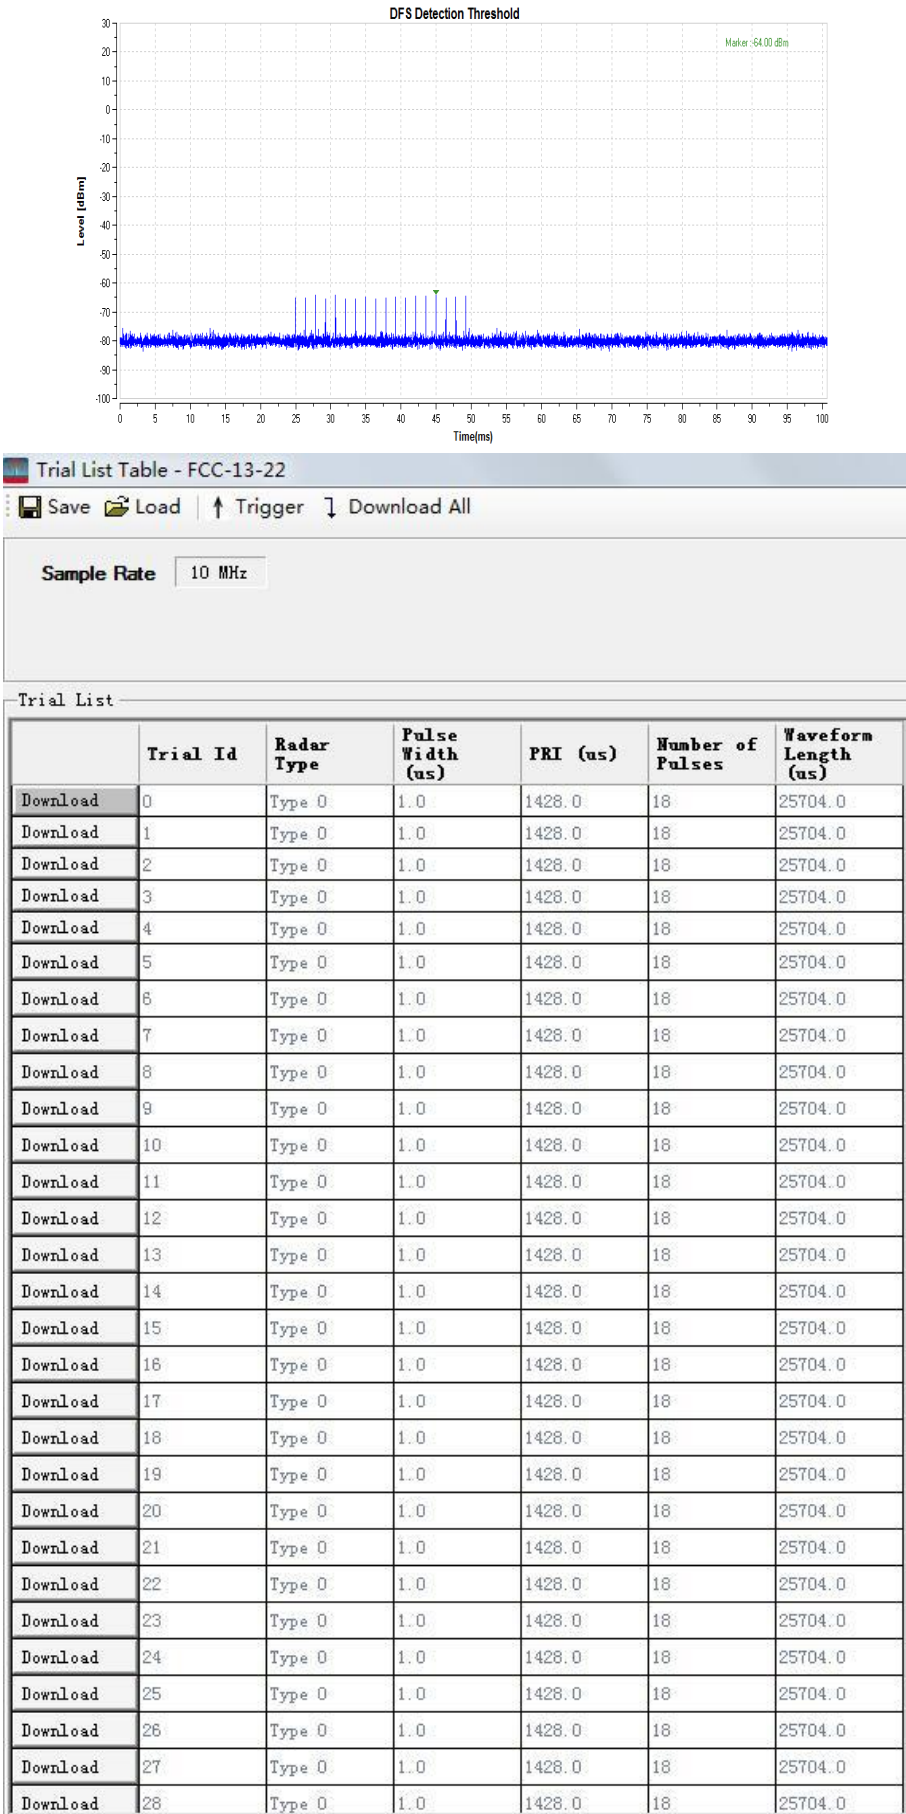 DFS Detection Threshold
Marker: -64.00 dBm
30
20
10
0
-10
-20
-30
-40
-50
-60
-70
-80
-90
-100
Level [dBm]
0 5 10 15 20 25 30 35 40 45 50 55 60 65 70 75 80 85 90 95 100
Time(ms)
Trial List Table - FCC-13-22
Save Load Trigger Download All
Sample Rate 10 MHz
Trial List
Trial Id Radar Type Pulse Width (us) PRI (us) Number of Pulses Waveform Length (us)
Download 0 Type 0 1.0 1428.0 18 25704.0
Download 1 Type 0 1.0 1428.0 18 25704.0
Download 2 Type 0 1.0 1428.0 18 25704.0
Download 3 Type 0 1.0 1428.0 18 25704.0
Download 4 Type 0 1.0 1428.0 18 25704.0
Download 5 Type 0 1.0 1428.0 18 25704.0
Download 6 Type 0 1.0 1428.0 18 25704.0
Download 7 Type 0 1.0 1428.0 18 25704.0
Download 8 Type 0 1.0 1428.0 18 25704.0
Download 9 Type 0 1.0 1428.0 18 25704.0
Download 10 Type 0 1.0 1428.0 18 25704.0
Download 11 Type 0 1.0 1428.0 18 25704.0
Download 12 Type 0 1.0 1428.0 18 25704.0
Download 13 Type 0 1.0 1428.0 18 25704.0
Download 14 Type 0 1.0 1428.0 18 25704.0
Download 15 Type 0 1.0 1428.0 18 25704.0
Download 16 Type 0 1.0 1428.0 18 25704.0
Download 17 Type 0 1.0 1428.0 18 25704.0
Download 18 Type 0 1.0 1428.0 18 25704.0
Download 19 Type 0 1.0 1428.0 18 25704.0
Download 20 Type 0 1.0 1428.0 18 25704.0
Download 21 Type 0 1.0 1428.0 18 25704.0
Download 22 Type 0 1.0 1428.0 18 25704.0
Download 23 Type 0 1.0 1428.0 18 25704.0
Download 24 Type 0 1.0 1428.0 18 25704.0
Download 25 Type 0 1.0 1428.0 18 25704.0
Download 26 Type 0 1.0 1428.0 18 25704.0
Download 27 Type 0 1.0 1428.0 18 25704.0
Download 28 Type 0 1.0 1428.0 18 25704.0